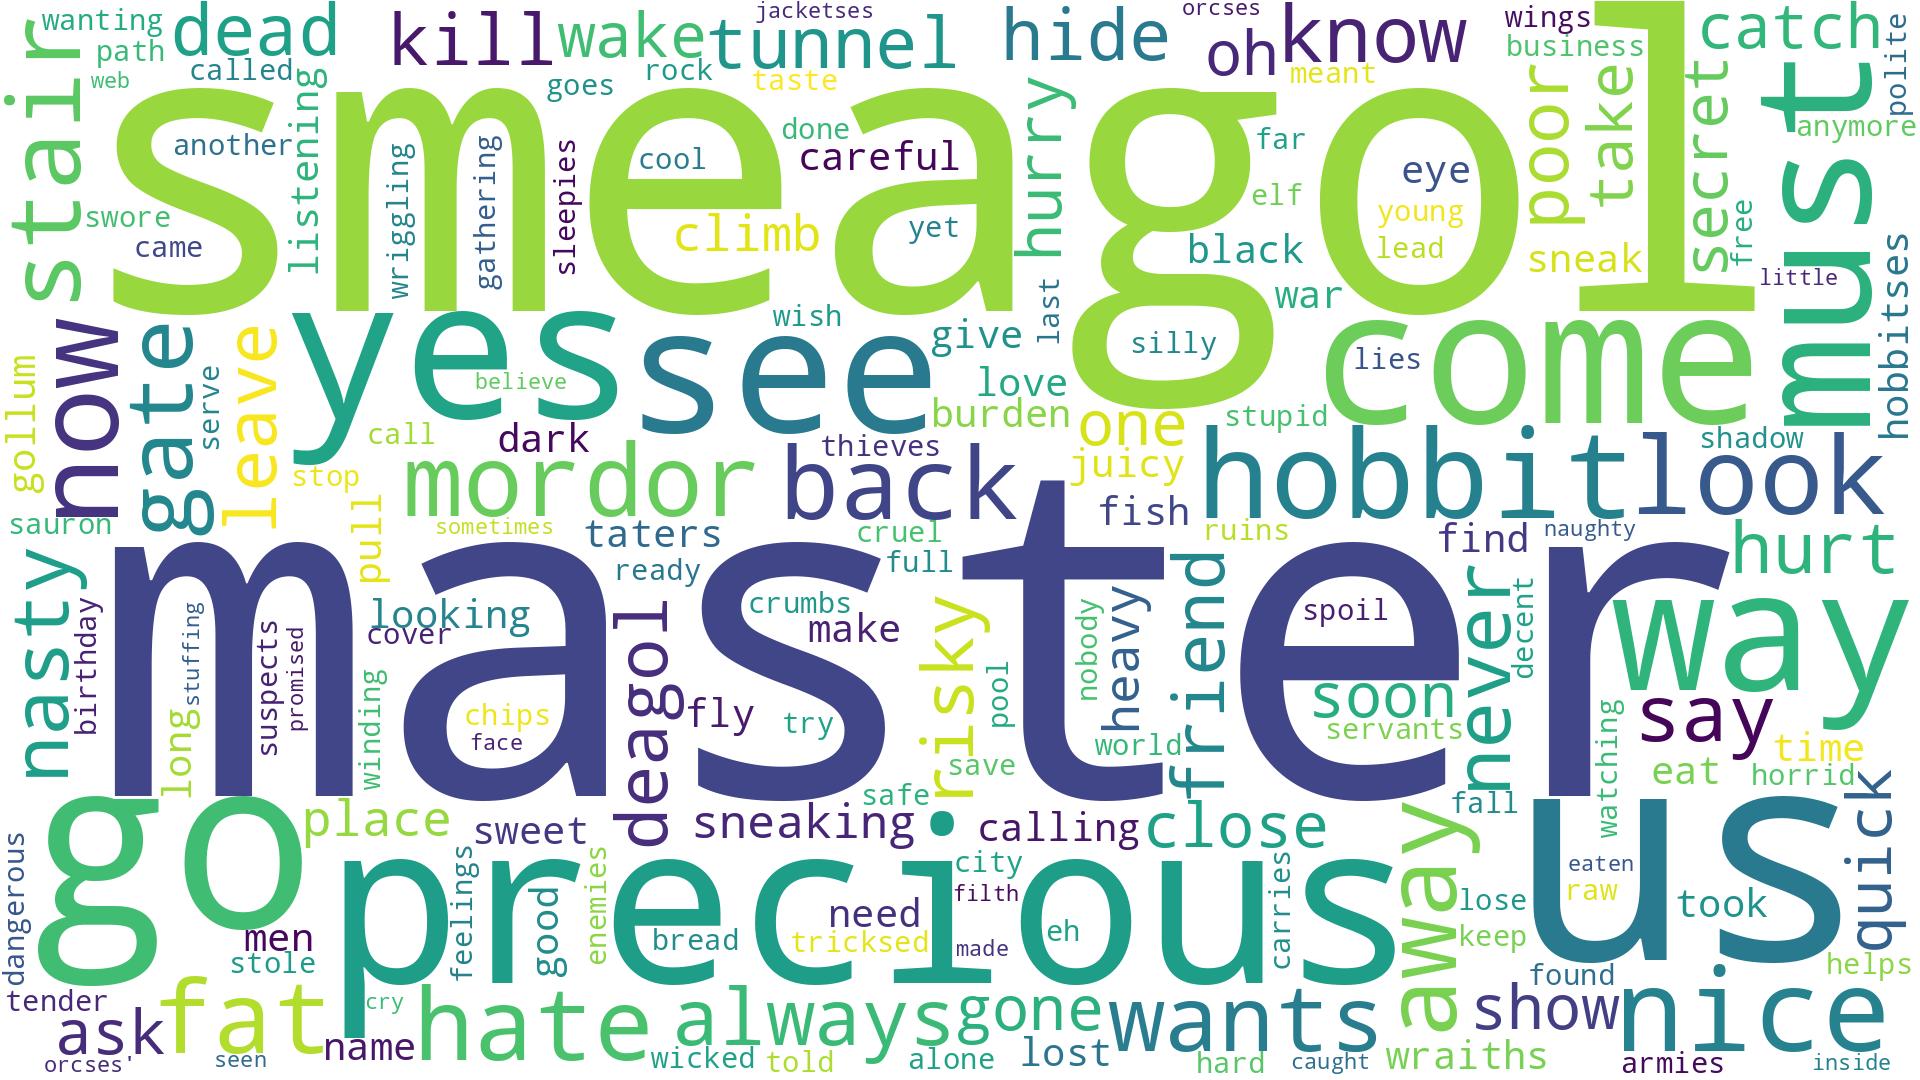 wanting
path
web
dead
called
kill
wake
goes
rock
tunnel
jacketses
taste
hide
oh
orcses
know
meant
wings
business
catch
polite
stair
swore
came
another
listening
smeagol
wriggling
gathering
sleepies
cool
climb
careful
done
yet
hurry
far
elf
black
war
eye
young
lead
poor
sneak
take
secret
free
must
anymore
little
hobbitses
gollum
now
gate
serve
leave
yes
believe
see
wish
give
last
love
burden
silly
one
juicy
stupid
lies
come
call
stop
dark
mordor
thieves
back
hobbit
look
shadow
sauron
pull
sometimes
taters
ready
cruel
full
fish
ruins
find
naughty
hurt
nasty
birthday
master
stuffing
suspects
promised
long
winding
looking
cover
chips
face
deagol
fly
crumbs
make
try
risky
pool
save
nobody
heavy
world
friend
spoil
soon
servants
never
decent
way
say
time
watching
eat
horrid
quick
go
place
sweet
sneaking
safe
calling
close
fall
dangerous
men
stole
precious
feelings
good
enemies
bread
need
tricksed
city
filth
made
eh
carries
away
lose
keep
us
eaten
raw
took
found
helps
tender
ask
orcses'
fat
seen
cry
name
hate
always
wicked
told
gone
alone
lost
wants
hard
caught
wraiths
show
nice
armies
inside